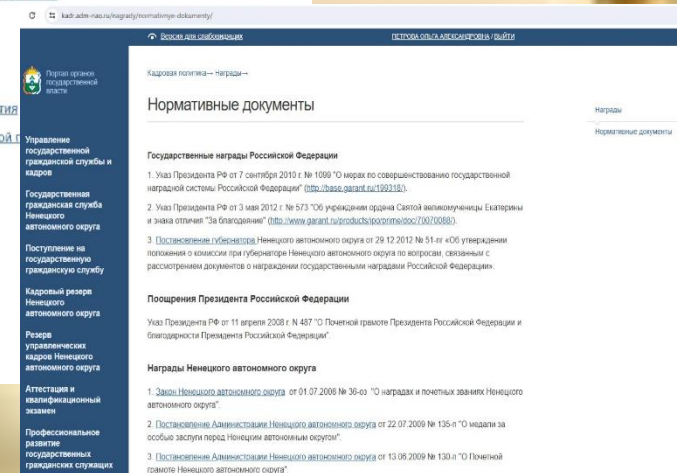 kadr.adm-nao.ru/nagrady/normativnye-dokumenty/
Версия для слабовидящих
ПЕТРОВА ОЛЬГА АЛЕКСАНДРОВНА / ВЫЙТИ
Портал органов
государственной
власти
Кадровая политика→ Награды→
Нормативные документы
Награды
Нормативные документы
тия
ой г
Управление
государственной
гражданской службы и
кадров
Государственная
гражданская служба
Ненецкого
автономного округа
Поступление на
государственную
гражданскую службу
Кадровый резерв
Ненецкого
автономного округа
Резерв
управленческих
кадров Ненецкого
автономного округа
Аттестация и
квалификационный
экзамен
Профессиональное
развитие
государственных
гражданских служащих
Государственные награды Российской Федерации
1. Указ Президента РФ от 7 сентября 2010 г. № 1099 "О мерах по совершенствованию государственной
наградной системы Российской Федерации" (http://base.garant.ru/199318/).
2. Указ Президента РФ от 3 мая 2012 г. № 573 "Об учреждении ордена Святой великомученицы Екатерины
и знака отличия "За благодеяние" (http://www.garant.ru/products/ipo/prime/doc/70070088/).
3. Постановление губернатора Ненецкого автономного округа от 29.12.2012 № 51-пг «Об утверждении
положения о комиссии при губернаторе Ненецкого автономного округа по вопросам, связанным с
рассмотрением документов о награждении государственными наградами Российской Федерации».
Поощрения Президента Российской Федерации
Указ Президента РФ от 11 апреля 2008 г. N 487 "О Почетной грамоте Президента Российской Федерации и
благодарности Президента Российской Федерации".
Награды Ненецкого автономного округа
1. Закон Ненецкого автономного округа от 01.07.2008 № 36-оз "О наградах и почетных званиях Ненецкого
автономного округа".
2. Постановление Администрации Ненецкого автономного округа от 22.07.2009 № 135-п "О медали за
особые заслуги перед Ненецким автономным округом".
3. Постановление Администрации Ненецкого автономного округа от 13.08.2009 № 130-п "О Почетной
грамоте Ненецкого автономного округа".